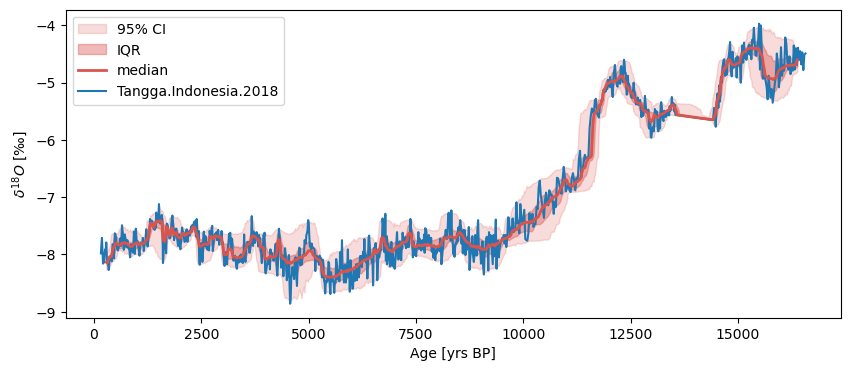 95% CI
IQR
median
Tangga.Indonesia.2018
δ¹⁸O [‰]
−4
−5
−6
−7
−8
−9
0
2500
5000
7500
10000
12500
15000
Age [yrs BP]